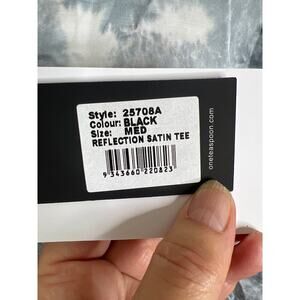 Style: 25708A
Colour: BLACK
Size: MED
REFLECTION SATIN TEE
9 343660 220823
oneteaspoon.com